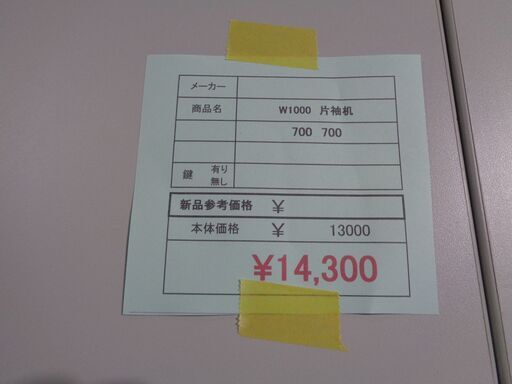 メーカー
商品名 W1000 片袖机
700 700
鍵 有り
無し
新品参考価格 ¥
本体価格 ¥ 13000
¥14,300